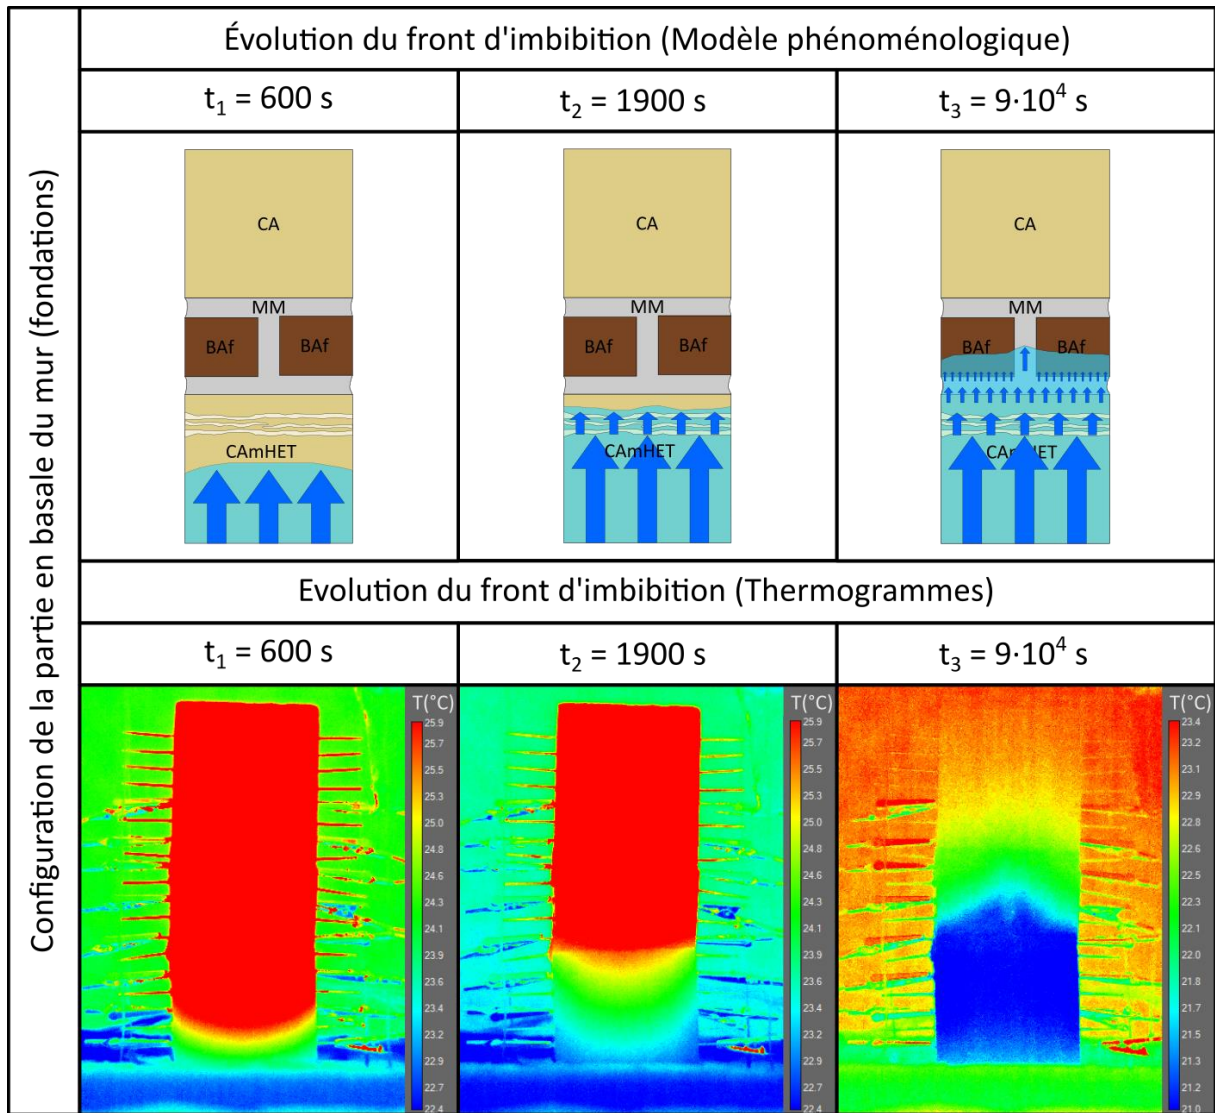 Configuration de la partie en basale du mur (fondations)
Évolution du front d'imbibition (Modèle phénoménologique)
t₁ = 600 s
t₂ = 1900 s
t₃ = 9·10⁴ s
CA
MM
BAf
BAf
CAmHET
CA
MM
BAf
BAf
CAmHET
CA
MM
BAf
BAf
CAmHET
Evolution du front d'imbibition (Thermogrammes)
t₁ = 600 s
t₂ = 1900 s
t₃ = 9·10⁴ s
T(°C)
25.9
25.7
25.5
25.3
25.0
24.8
24.6
24.3
24.1
23.9
23.6
23.4
23.2
22.9
22.7
22.4
T(°C)
25.9
25.7
25.5
25.3
25.0
24.8
24.6
24.3
24.1
23.9
23.6
23.4
23.2
22.9
22.7
22.4
T(°C)
23.4
23.2
23.1
22.9
22.8
22.6
22.5
22.3
22.1
22.0
21.8
21.7
21.5
21.3
21.2
21.0